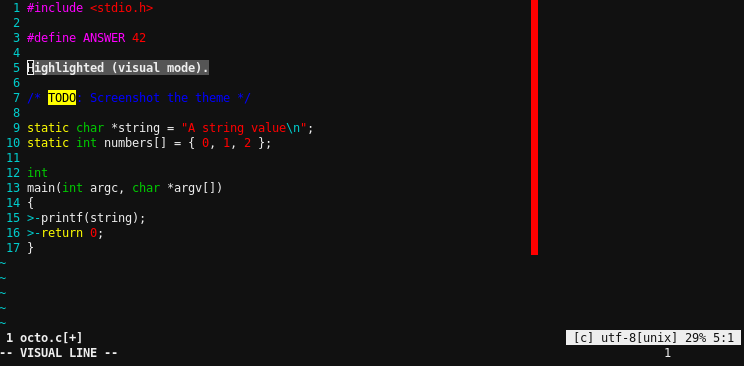 1 #include <stdio.h>
2
3 #define ANSWER 42
4
5 Highlighted (visual mode).
6
7 /* TODO: Screenshot the theme */
8
9 static char *string = "A string value\n";
10 static int numbers[] = { 0, 1, 2 };
11
12 int
13 main(int argc, char *argv[])
14 {
15 >-printf(string);
16 >-return 0;
17 }
~
~
~
~
~
1 octo.c[+] [c] utf-8[unix] 29% 5:1
-- VISUAL LINE -- 1